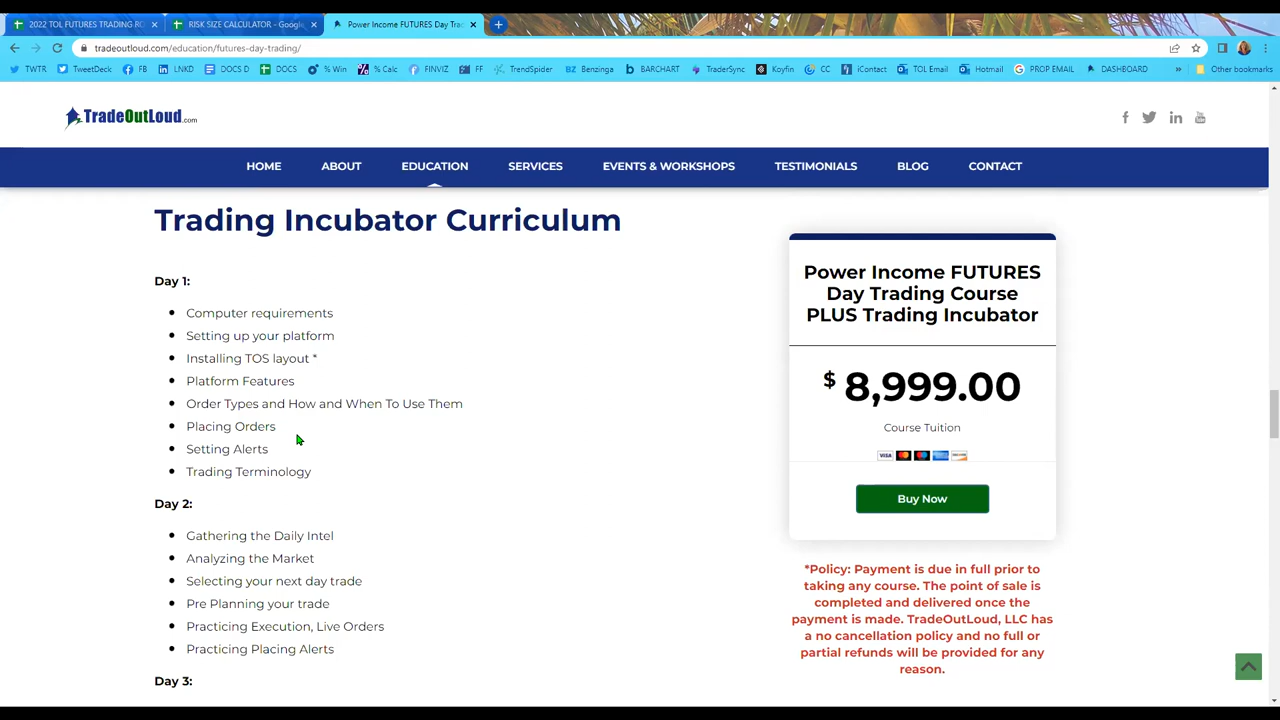 2022 TOL FUTURES TRADING RO
RISK SIZE CALCULATOR - Google
Power Income FUTURES Day Trad
tradeoutloud.com/education/futures-day-trading/
TWTR TweetDeck FB LNKD DOCS D DOCS % Win % Calc FINVIZ FF TrendSpider Benzinga BARCHART TraderSync Koyfin CC iContact TOL Email Hotmail PROP EMAIL DASHBOARD » Other bookmarks
TradeOutLoud.com
HOME ABOUT EDUCATION SERVICES EVENTS & WORKSHOPS TESTIMONIALS BLOG CONTACT
Trading Incubator Curriculum
Day 1:
Computer requirements
Setting up your platform
Installing TOS layout *
Platform Features
Order Types and How and When To Use Them
Placing Orders
Setting Alerts
Trading Terminology
Day 2:
Gathering the Daily Intel
Analyzing the Market
Selecting your next day trade
Pre Planning your trade
Practicing Execution, Live Orders
Practicing Placing Alerts
Day 3:
Power Income FUTURES
Day Trading Course
PLUS Trading Incubator
$ 8,999.00
Course Tuition
VISA
Buy Now
*Policy: Payment is due in full prior to
taking any course. The point of sale is
completed and delivered once the
payment is made. TradeOutLoud, LLC has
a no cancellation policy and no full or
partial refunds will be provided for any
reason.